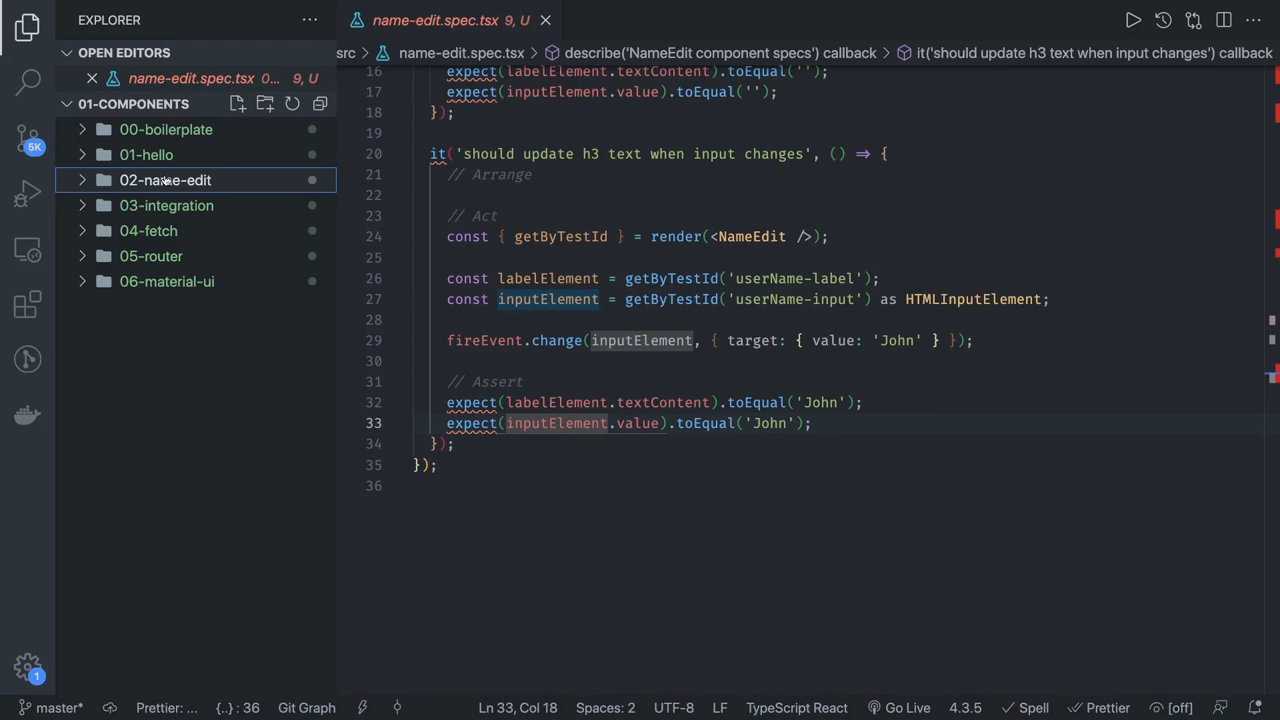 EXPLORER
name-edit.spec.tsx 9, U
OPEN EDITORS
src name-edit.spec.tsx describe('NameEdit component specs') callback it('should update h3 text when input changes') callback
name-edit.spec.tsx 0... 9, U
01-COMPONENTS
00-boilerplate
01-hello
02-name-edit
03-integration
04-fetch
05-router
06-material-ui
16 expect(labelElement.textContent).toEqual('');
17 expect(inputElement.value).toEqual('');
18 });
19
20 it('should update h3 text when input changes', () => {
21 // Arrange
22
23 // Act
24 const { getByTestId } = render(<NameEdit />);
25
26 const labelElement = getByTestId('userName-label');
27 const inputElement = getByTestId('userName-input') as HTMLInputElement;
28
29 fireEvent.change(inputElement, { target: { value: 'John' } });
30
31 // Assert
32 expect(labelElement.textContent).toEqual('John');
33 expect(inputElement.value).toEqual('John');
34 });
35 });
36
5K
1
master* Prettier: ... {..} : 36 Git Graph Ln 33, Col 18 Spaces: 2 UTF-8 LF TypeScript React Go Live 4.3.5 Spell Prettier [off]